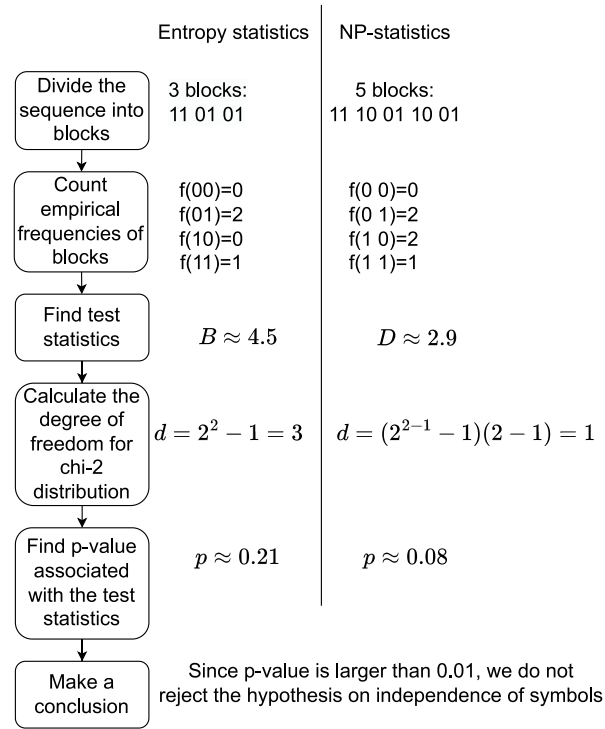 Entropy statistics
NP-statistics
Divide the
sequence into
blocks
3 blocks:
11 01 01
5 blocks:
11 10 01 10 01
Count
empirical
frequencies of
blocks
f(00)=0
f(01)=2
f(10)=0
f(11)=1
f(0 0)=0
f(0 1)=2
f(1 0)=2
f(1 1)=1
Find test
statistics
B ≈ 4.5
D ≈ 2.9
Calculate the
degree of
freedom for
chi-2
distribution
d = 2² − 1 = 3
d = (2²⁻¹ − 1)(2 − 1) = 1
Find p-value
associated
with the test
statistics
p ≈ 0.21
p ≈ 0.08
Make a
conclusion
Since p-value is larger than 0.01, we do not
reject the hypothesis on independence of symbols